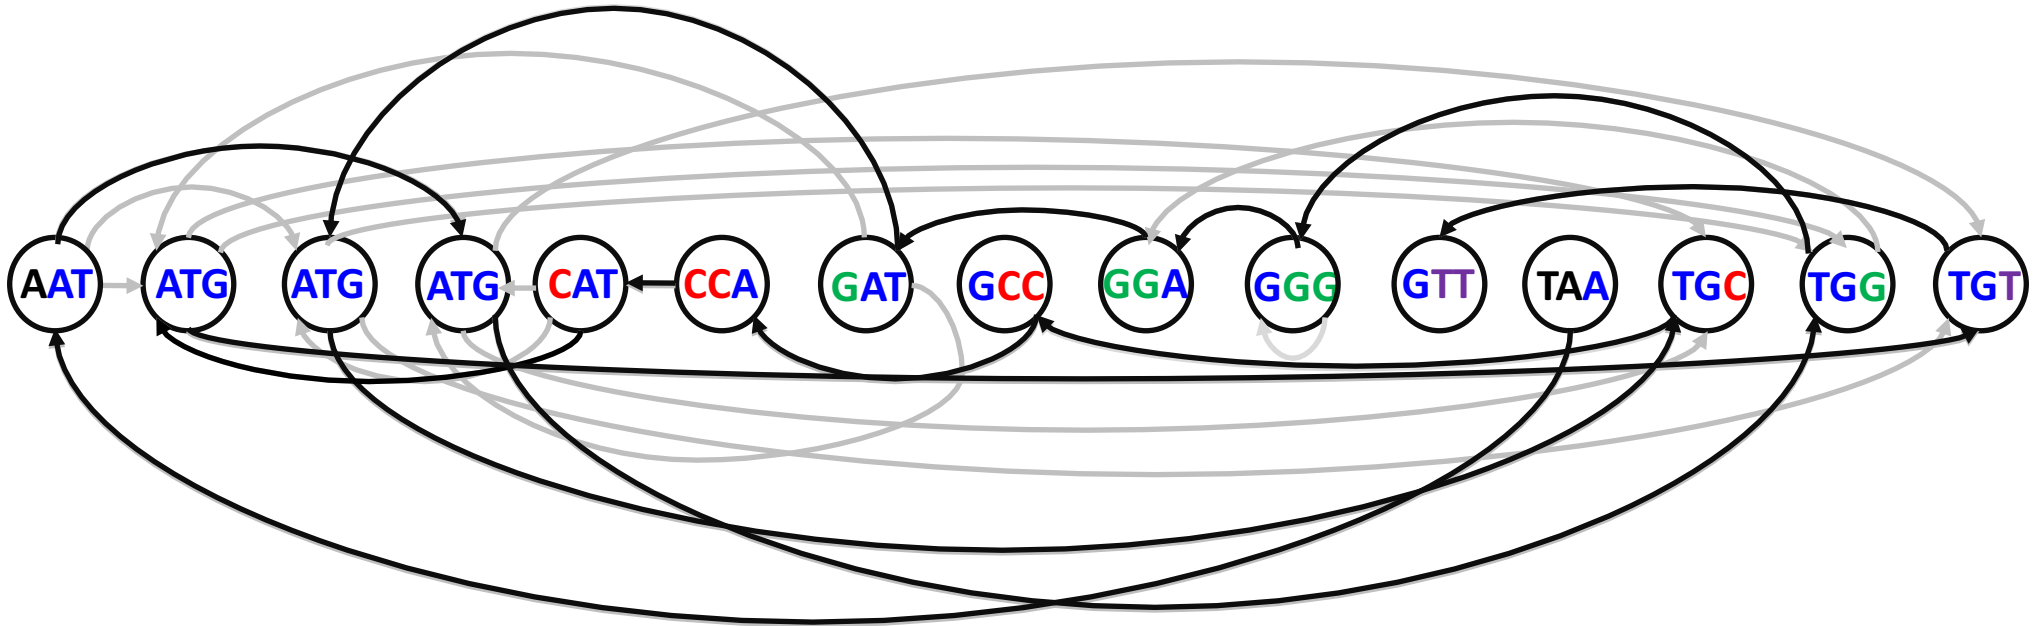 AAT ATG ATG ATG CAT CCA GAT GCC GGA GGG GTT TAA TGC TGG TGT